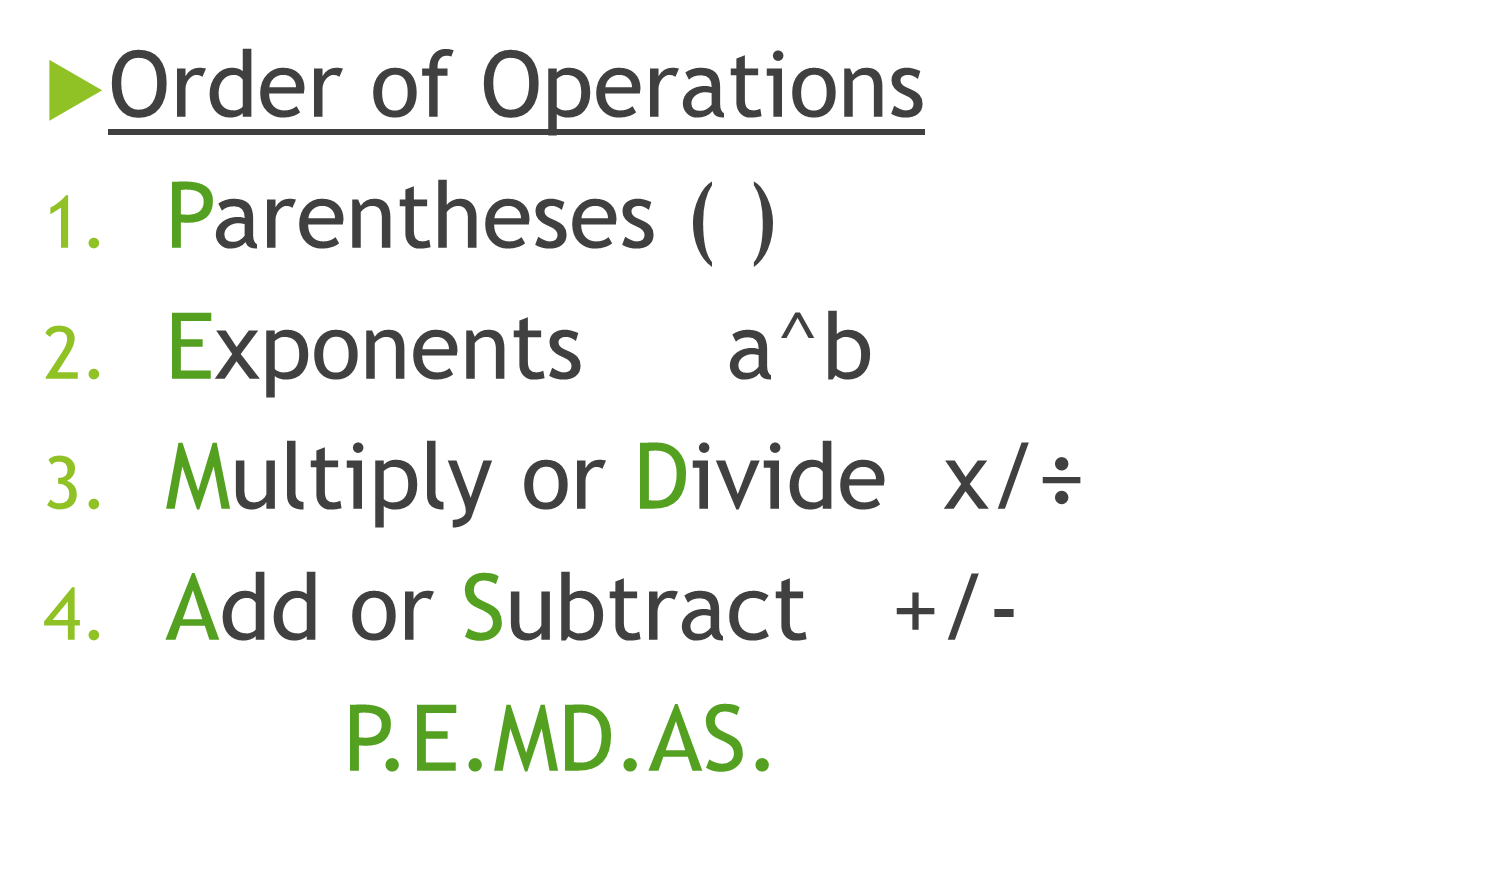 Order of Operations
1. Parentheses ( )
2. Exponents a^b
3. Multiply or Divide x/÷
4. Add or Subtract +/-
P.E.MD.AS.